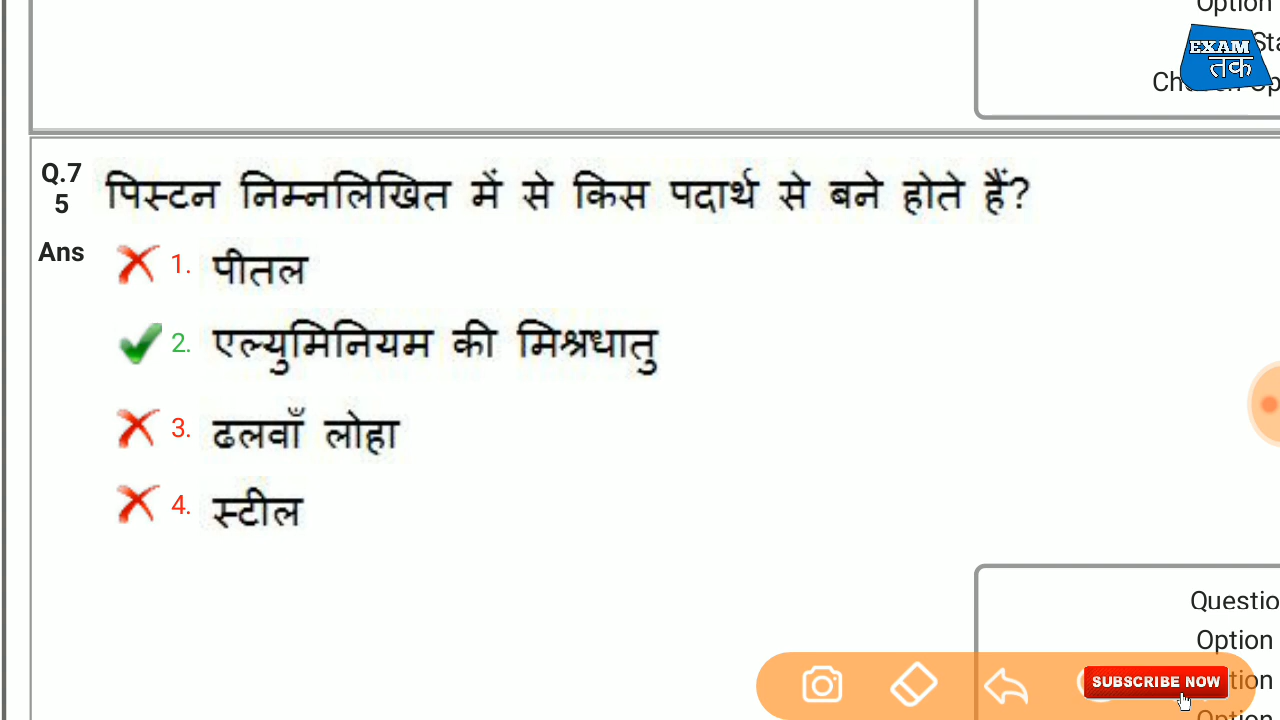 Option
EXAM
तक
Q.7
5
पिस्टन निम्नलिखित में से किस पदार्थ से बने होते हैं?
Ans
1. पीतल
2. एल्युमिनियम की मिश्रधातु
3. ढलवाँ लोहा
4. स्टील
Questio
Option
SUBSCRIBE NOW
tion